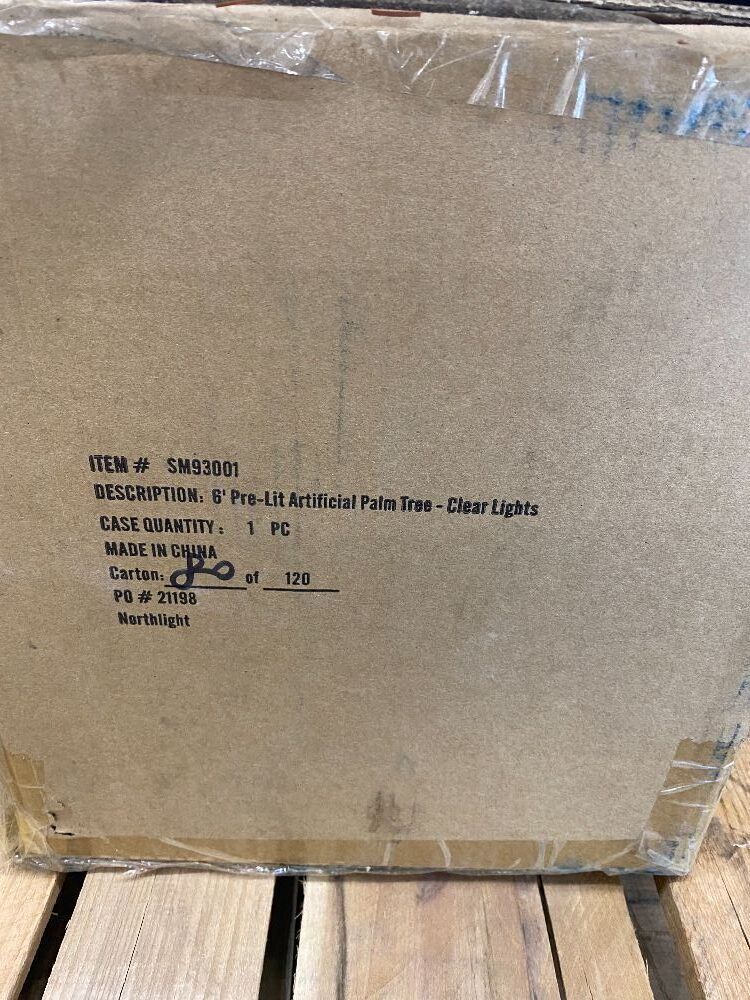 ITEM # SM93001
DESCRIPTION: 6' Pre-Lit Artificial Palm Tree - Clear Lights
CASE QUANTITY: 1 PC
MADE IN CHINA
Carton: 80 of 120
PO # 21198
Northlight